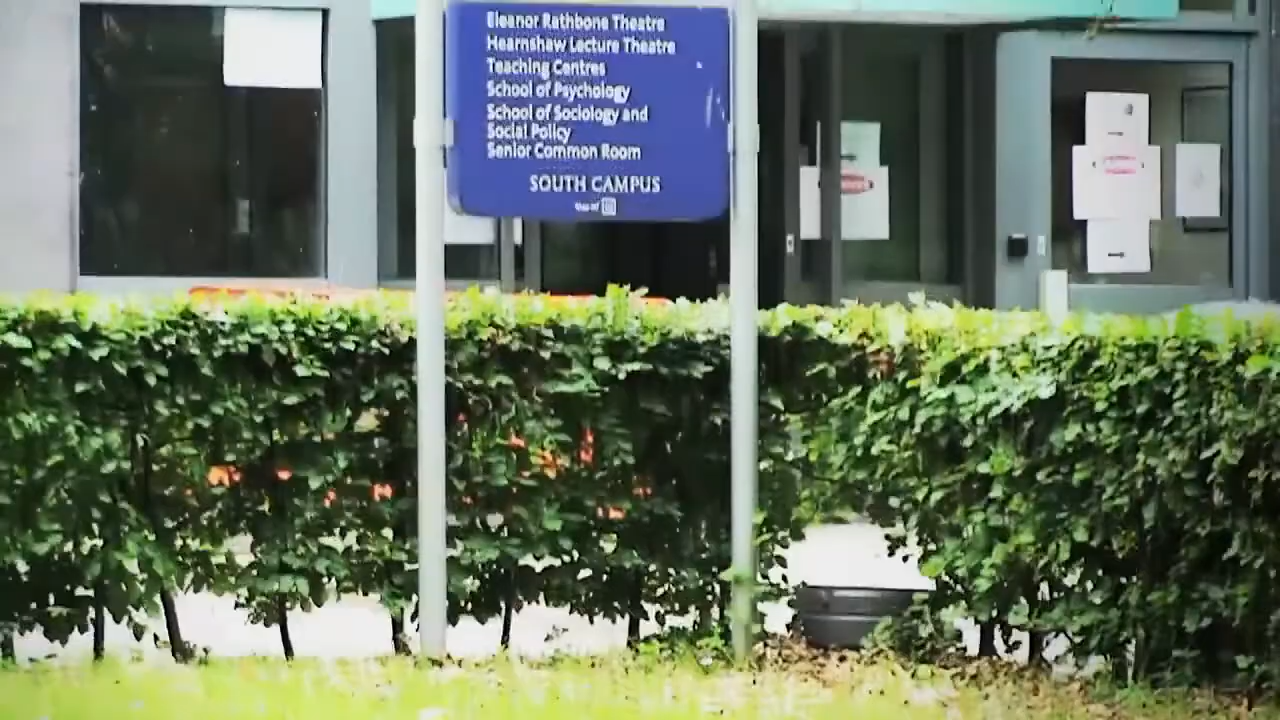 Eleanor Rathbone Theatre
Hearnshaw Lecture Theatre
Teaching Centres
School of Psychology
School of Sociology and
Social Policy
Senior Common Room
SOUTH CAMPUS